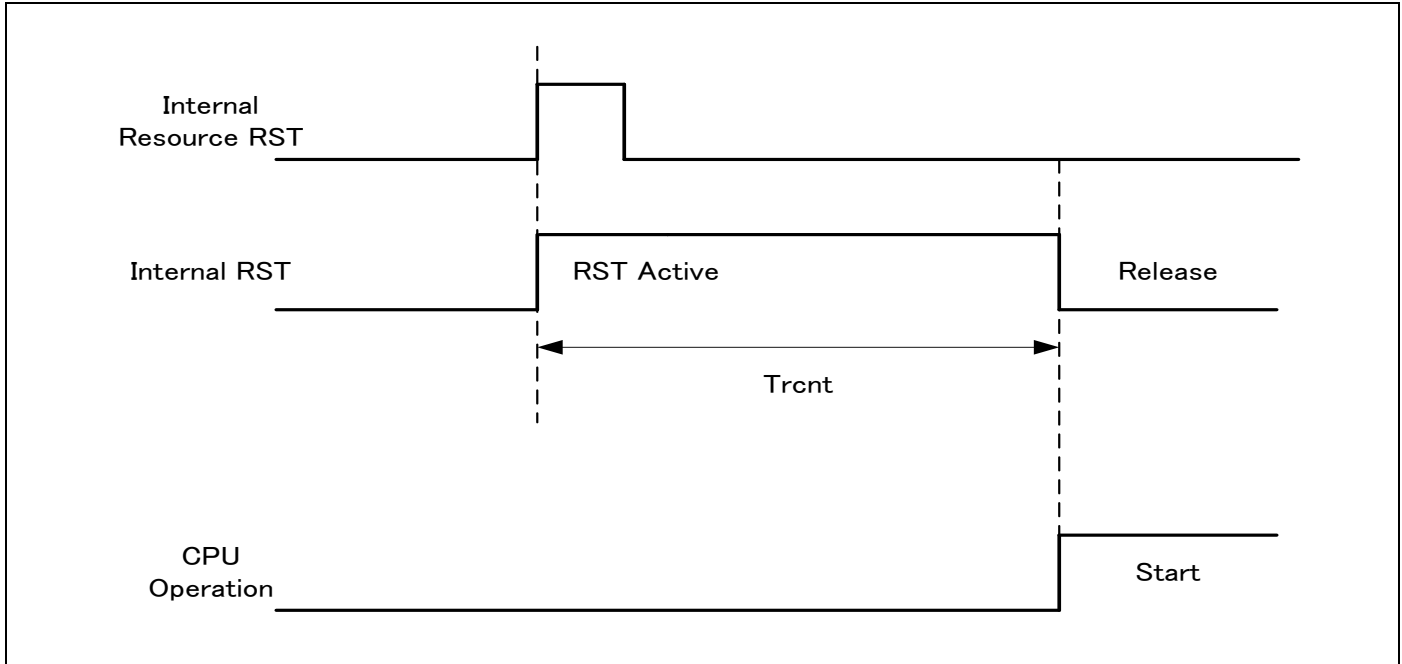 Internal
Resource RST
Internal RST
RST Active
Release
Trcnt
CPU
Operation
Start